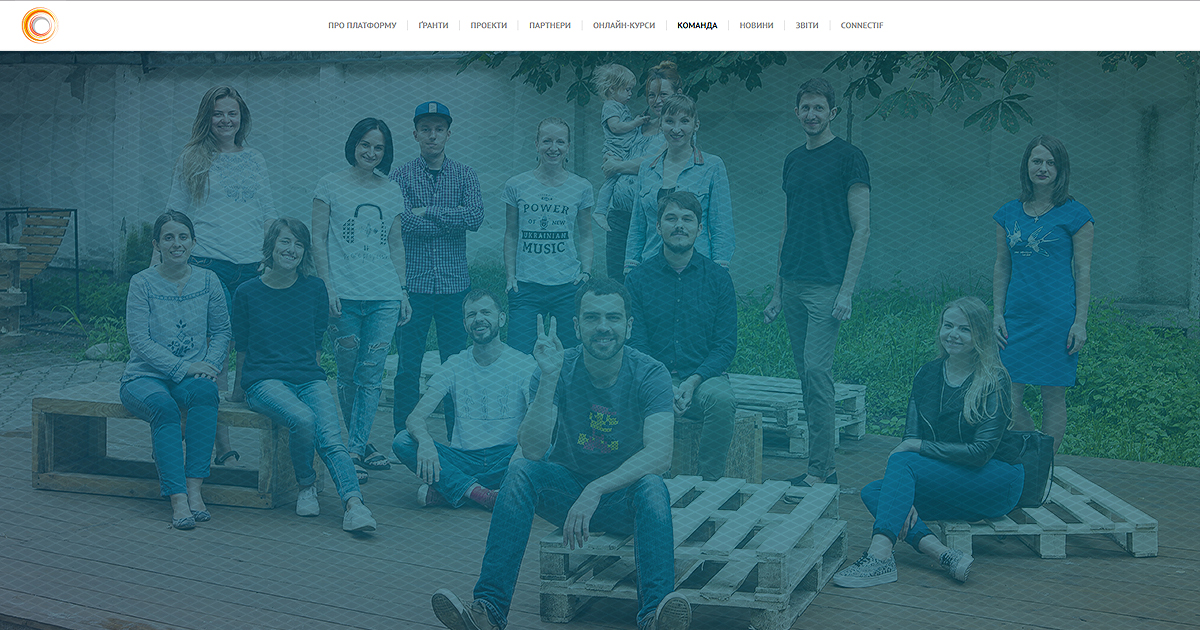 ПРО ПЛАТФОРМУ ҐРАНТИ ПРОЕКТИ ПАРТНЕРИ ОНЛАЙН-КУРСИ КОМАНДА НОВИНИ ЗВІТИ CONNECTIF
POWER
OF NEW
UKRAINIAN
MUSIC